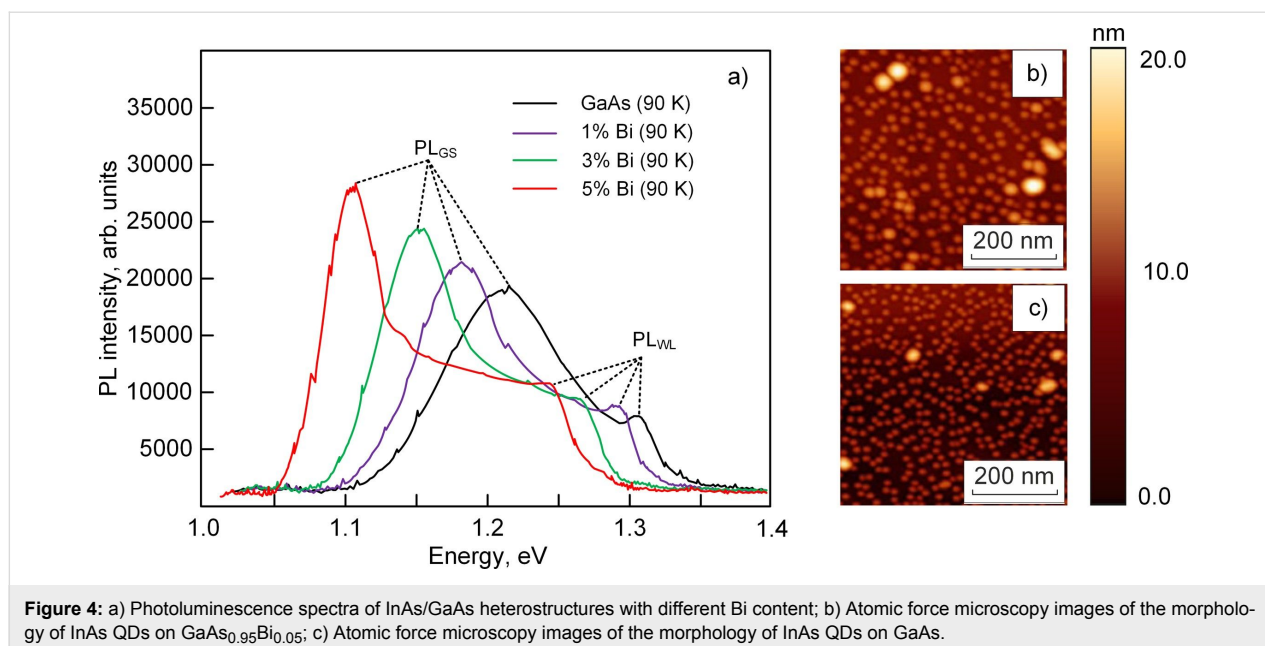 a)
PL intensity, arb. units
35000
30000
25000
20000
15000
10000
5000
1.0
1.1
1.2
1.3
1.4
Energy, eV
GaAs (90 K)
1% Bi (90 K)
3% Bi (90 K)
5% Bi (90 K)
PLGS
PLWL
b)
200 nm
c)
200 nm
nm
20.0
10.0
0.0
Figure 4: a) Photoluminescence spectra of InAs/GaAs heterostructures with different Bi content; b) Atomic force microscopy images of the morpholo-
gy of InAs QDs on GaAs0.95Bi0.05; c) Atomic force microscopy images of the morphology of InAs QDs on GaAs.